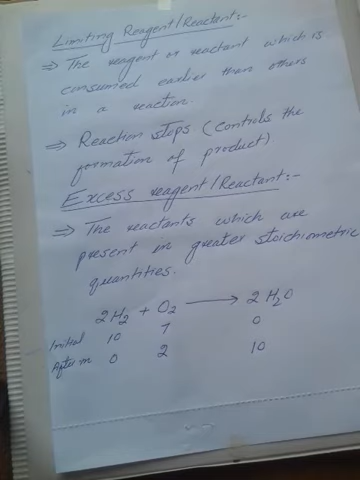 Limiting Reagent/Reactant:-
⇒ The reagent or reactant which is
consumed earlier than others
in a reaction.
⇒ Reaction stops (controls the
formation of product)
Excess reagent/Reactant:-
⇒ The reactants which are
present in greater stoichiometric
quantities.
2H₂ + O₂ ⟶ 2H₂O
Initial 10 7 0
After rxn 0 2 10